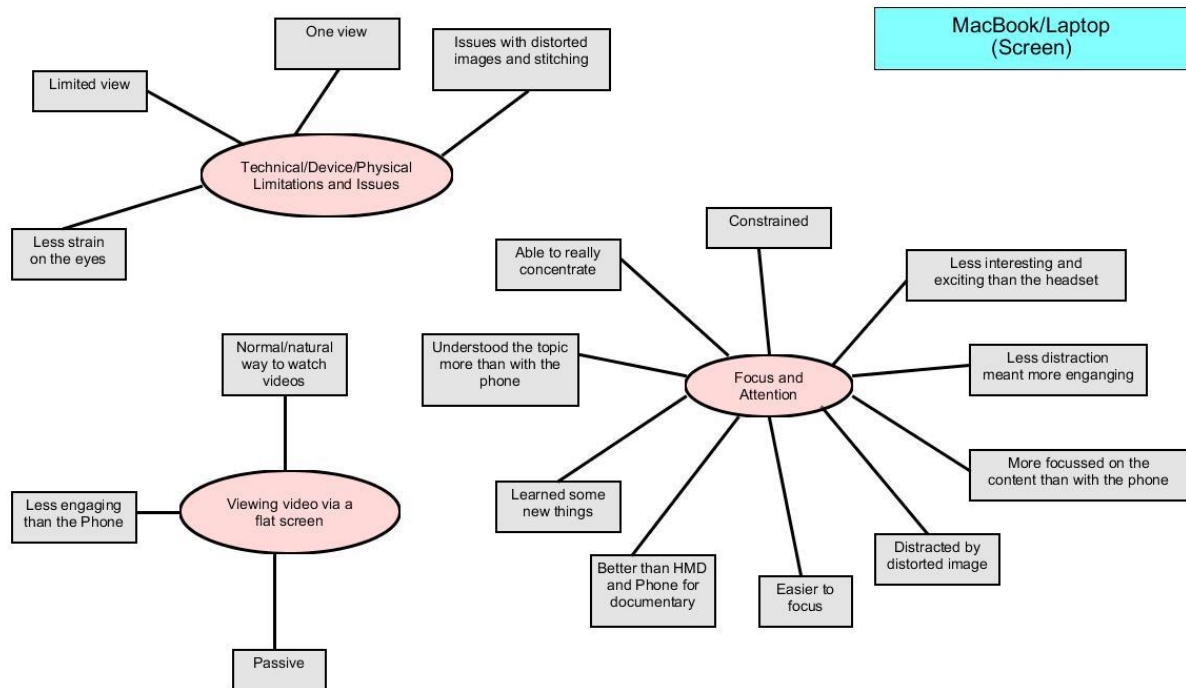 MacBook/Laptop
(Screen)
One view
Issues with distorted
images and stitching
Limited view
Technical/Device/Physical
Limitations and Issues
Less strain
on the eyes
Constrained
Able to really
concentrate
Less interesting and
exciting than the headset
Understood the topic
more than with the
phone
Focus and
Attention
Less distraction
meant more enganging
More focussed on the
content than with the phone
Learned some
new things
Better than HMD
and Phone for
documentary
Easier to
focus
Distracted by
distorted image
Normal/natural
way to watch
videos
Less engaging
than the Phone
Viewing video via a
flat screen
Passive